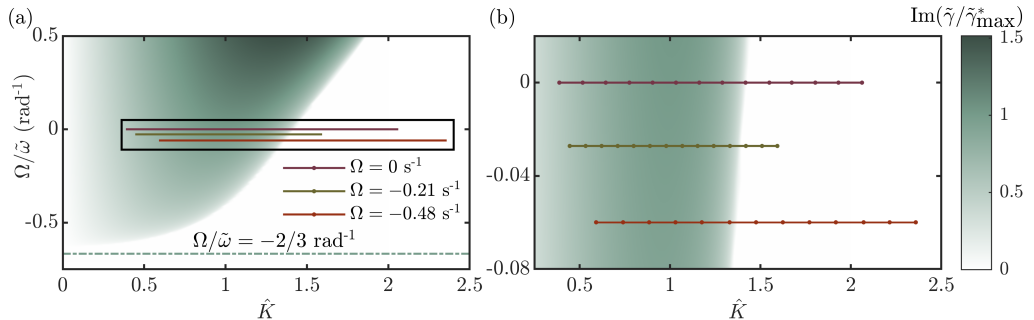 (a)
0.5
0
-0.5
Ω/ω̃ (rad⁻¹)
Ω = 0 s⁻¹
Ω = −0.21 s⁻¹
Ω = −0.48 s⁻¹
Ω/ω̃ = −2/3 rad⁻¹
0 0.5 1 1.5 2 2.5
K̂
(b)
0
-0.04
-0.08
0.5 1 1.5 2 2.5
K̂
Im(γ̃/γ̃*max)
1.5
1
0.5
0